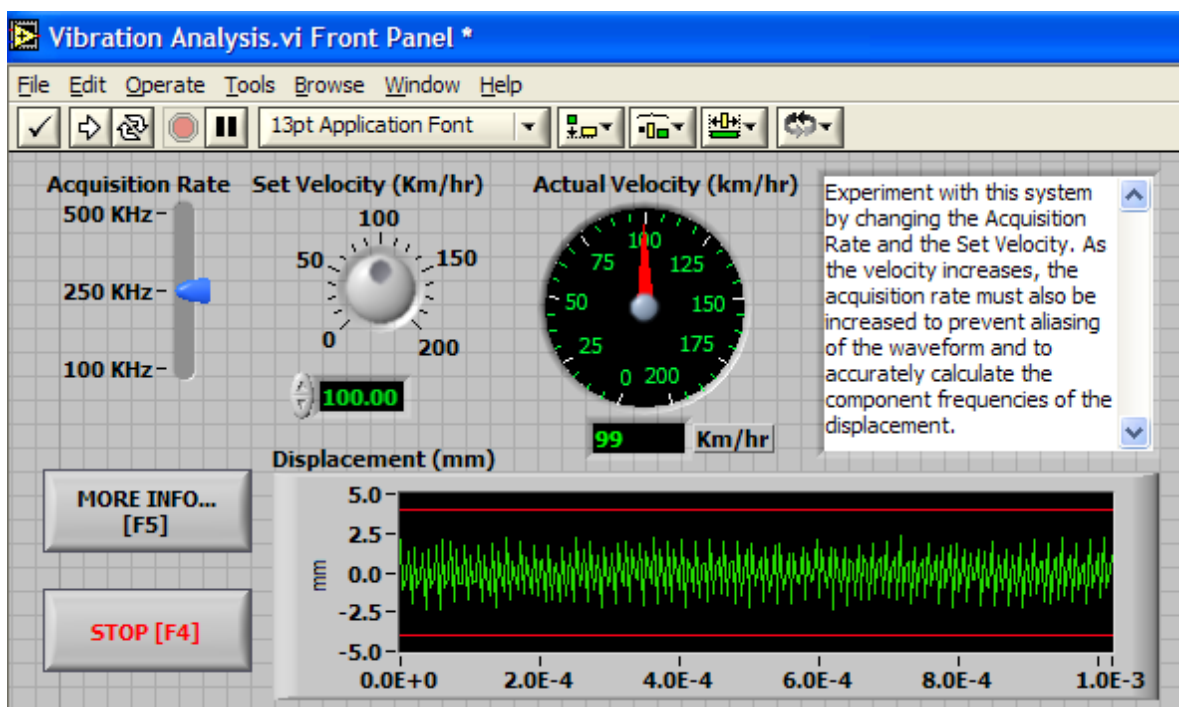 Vibration Analysis.vi Front Panel *
File Edit Operate Tools Browse Window Help
13pt Application Font
Acquisition Rate
500 KHz
250 KHz
100 KHz
Set Velocity (Km/hr)
100
50
150
0
200
100.00
Actual Velocity (km/hr)
100
75
125
50
150
25
175
0
200
99
Km/hr
Experiment with this system
by changing the Acquisition
Rate and the Set Velocity. As
the velocity increases, the
acquisition rate must also be
increased to prevent aliasing
of the waveform and to
accurately calculate the
component frequencies of the
displacement.
MORE INFO...
[F5]
STOP [F4]
Displacement (mm)
mm
5.0
2.5
0.0
-2.5
-5.0
0.0E+0 2.0E-4 4.0E-4 6.0E-4 8.0E-4 1.0E-3